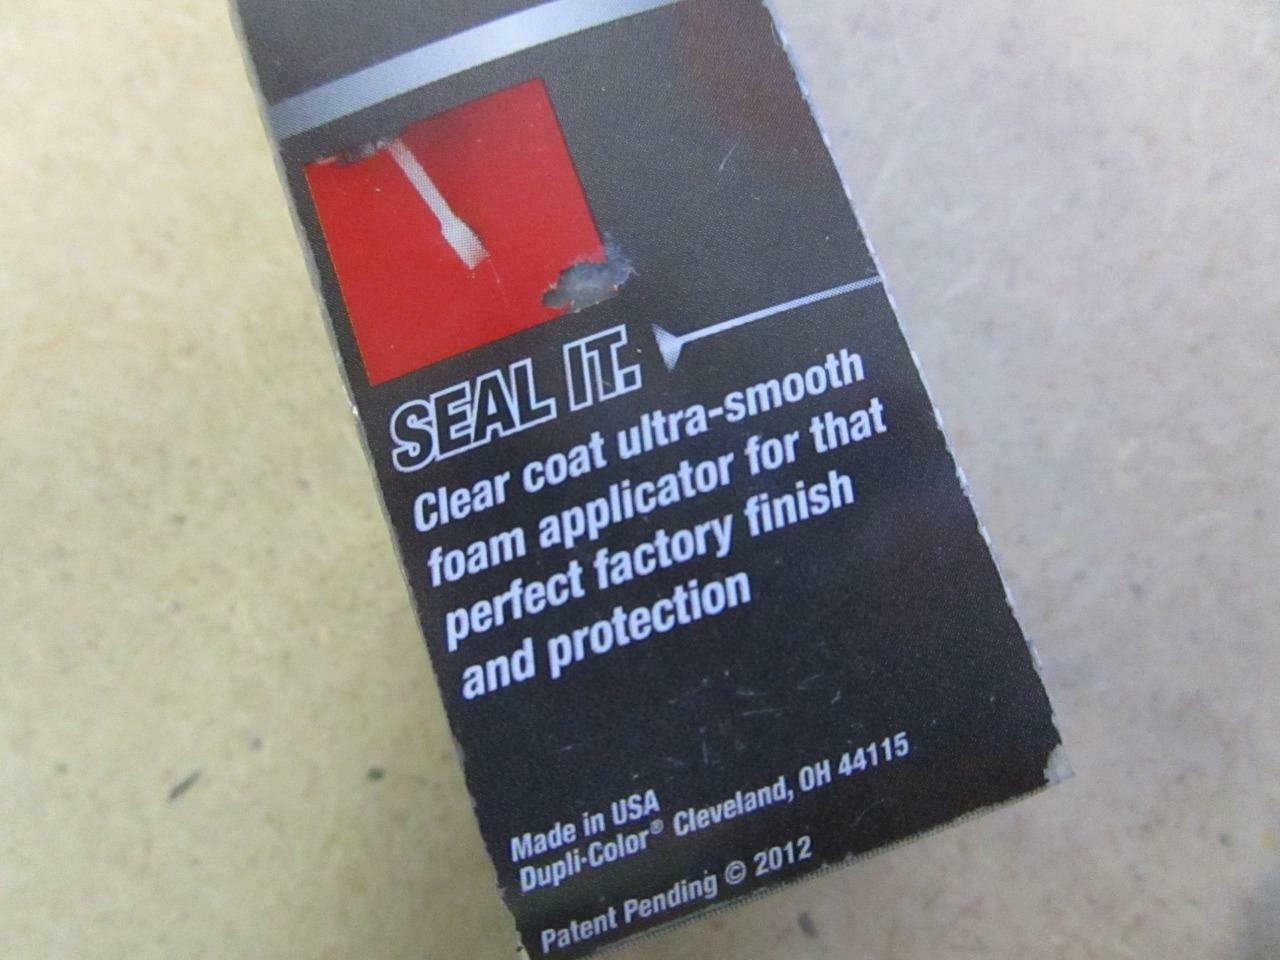 SEAL IT.
Clear coat ultra-smooth
foam applicator for that
perfect factory finish
and protection
Made in USA
Dupli-Color® Cleveland, OH 44115
Patent Pending © 2012